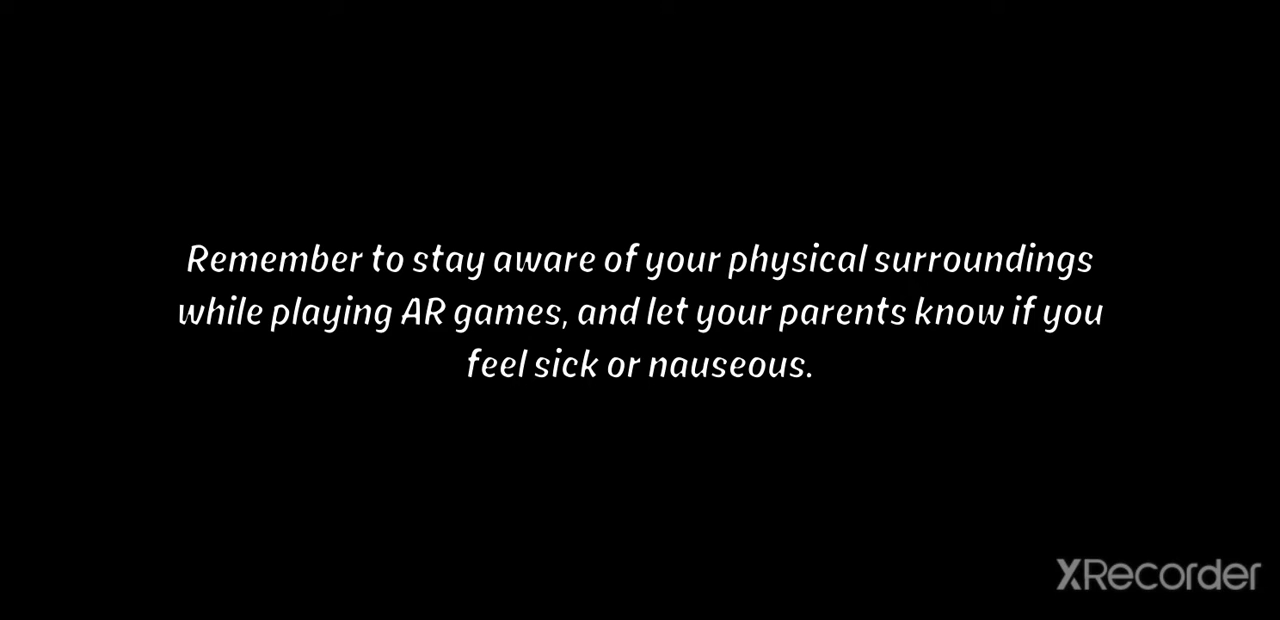 Remember to stay aware of your physical surroundings
while playing AR games, and let your parents know if you
feel sick or nauseous.
XRecorder